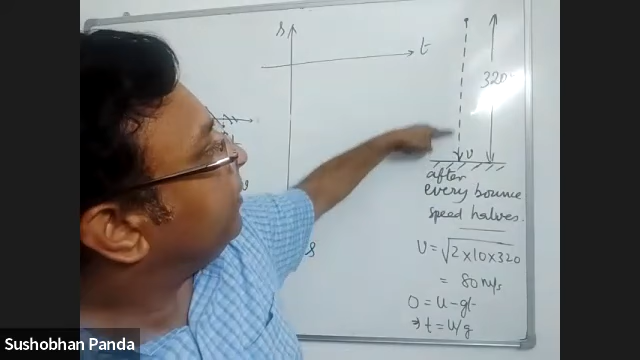 s
t
320
v
after
every bounce
speed halves.
v = √2×10×320
= 80 m/s
0 = u - gt
⇒ t = u/g
s
Sushobhan Panda